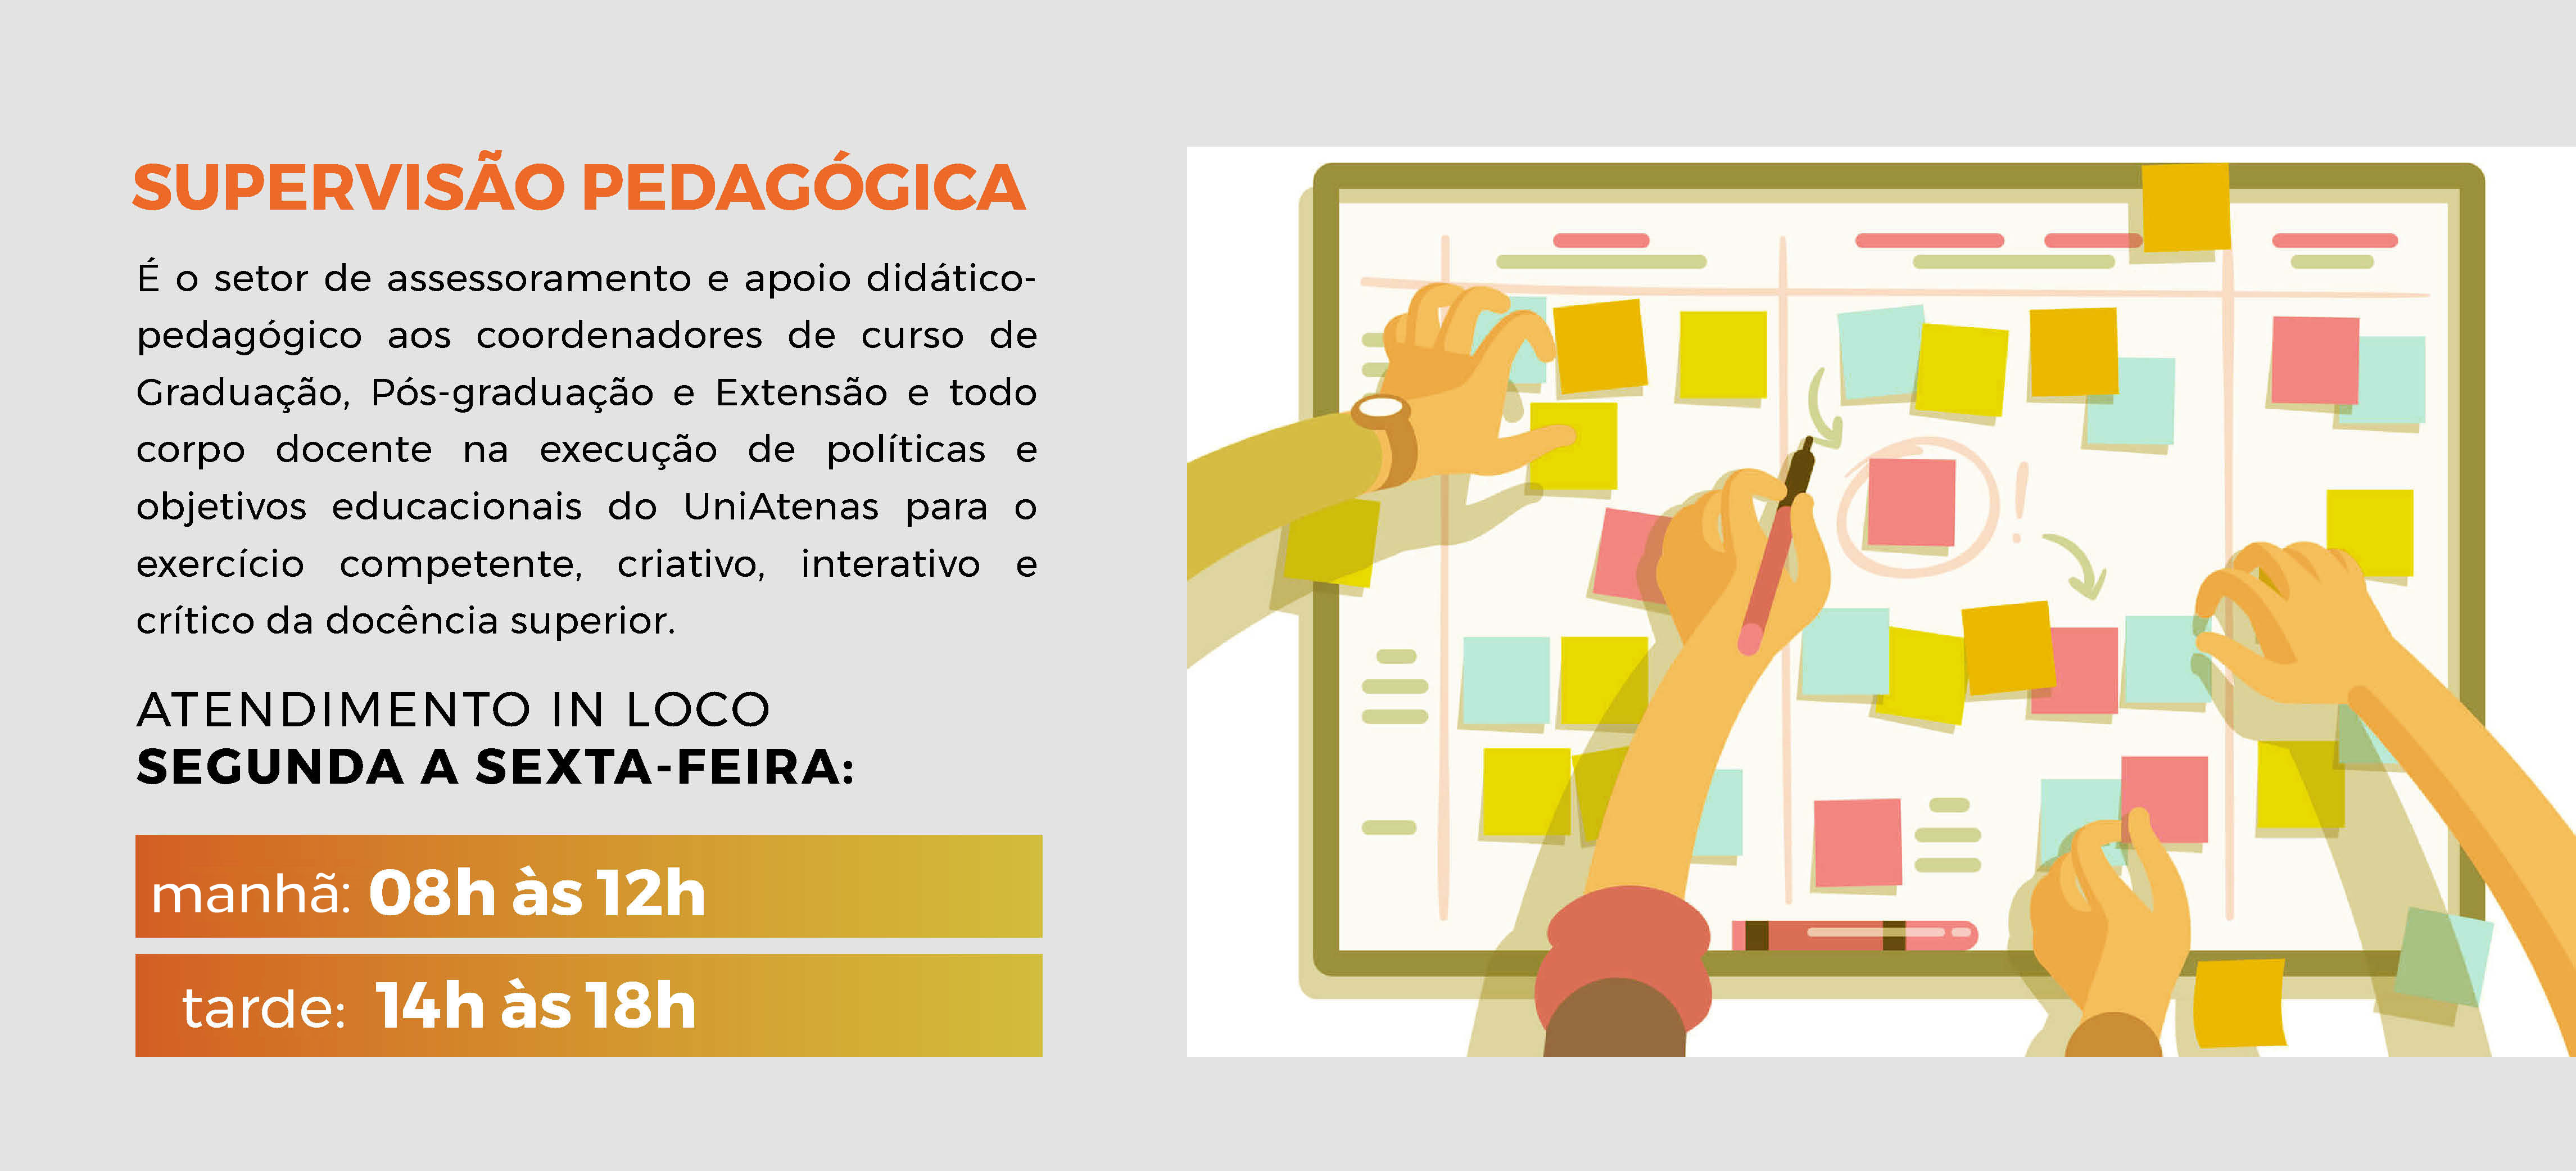 SUPERVISÃO PEDAGÓGICA
É o setor de assessoramento e apoio didático-
pedagógico aos coordenadores de curso de
Graduação, Pós-graduação e Extensão e todo
corpo docente na execução de políticas e
objetivos educacionais do UniAtenas para o
exercício competente, criativo, interativo e
crítico da docência superior.
ATENDIMENTO IN LOCO
SEGUNDA A SEXTA-FEIRA:
manhã: 08h às 12h
tarde: 14h às 18h